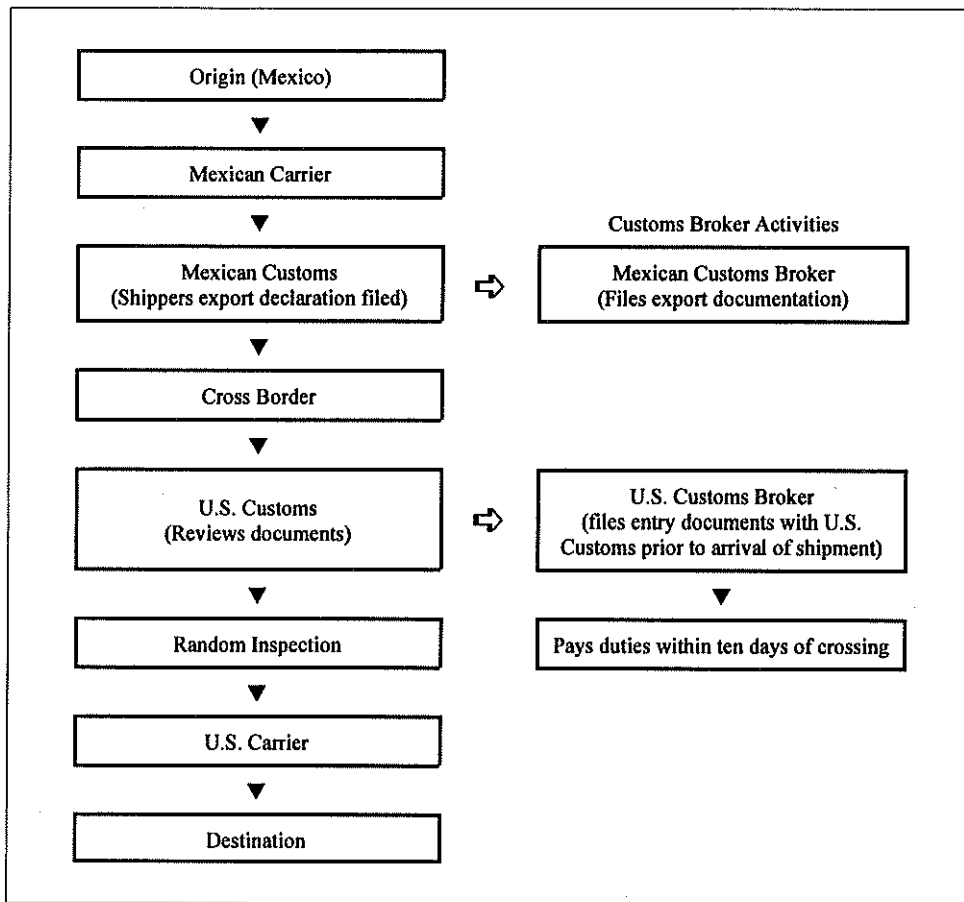 Origin (Mexico)
Mexican Carrier
Customs Broker Activities
Mexican Customs
(Shippers export declaration filed)
Mexican Customs Broker
(Files export documentation)
Cross Border
U.S. Customs
(Reviews documents)
U.S. Customs Broker
(files entry documents with U.S.
Customs prior to arrival of shipment)
Random Inspection
Pays duties within ten days of crossing
U.S. Carrier
Destination